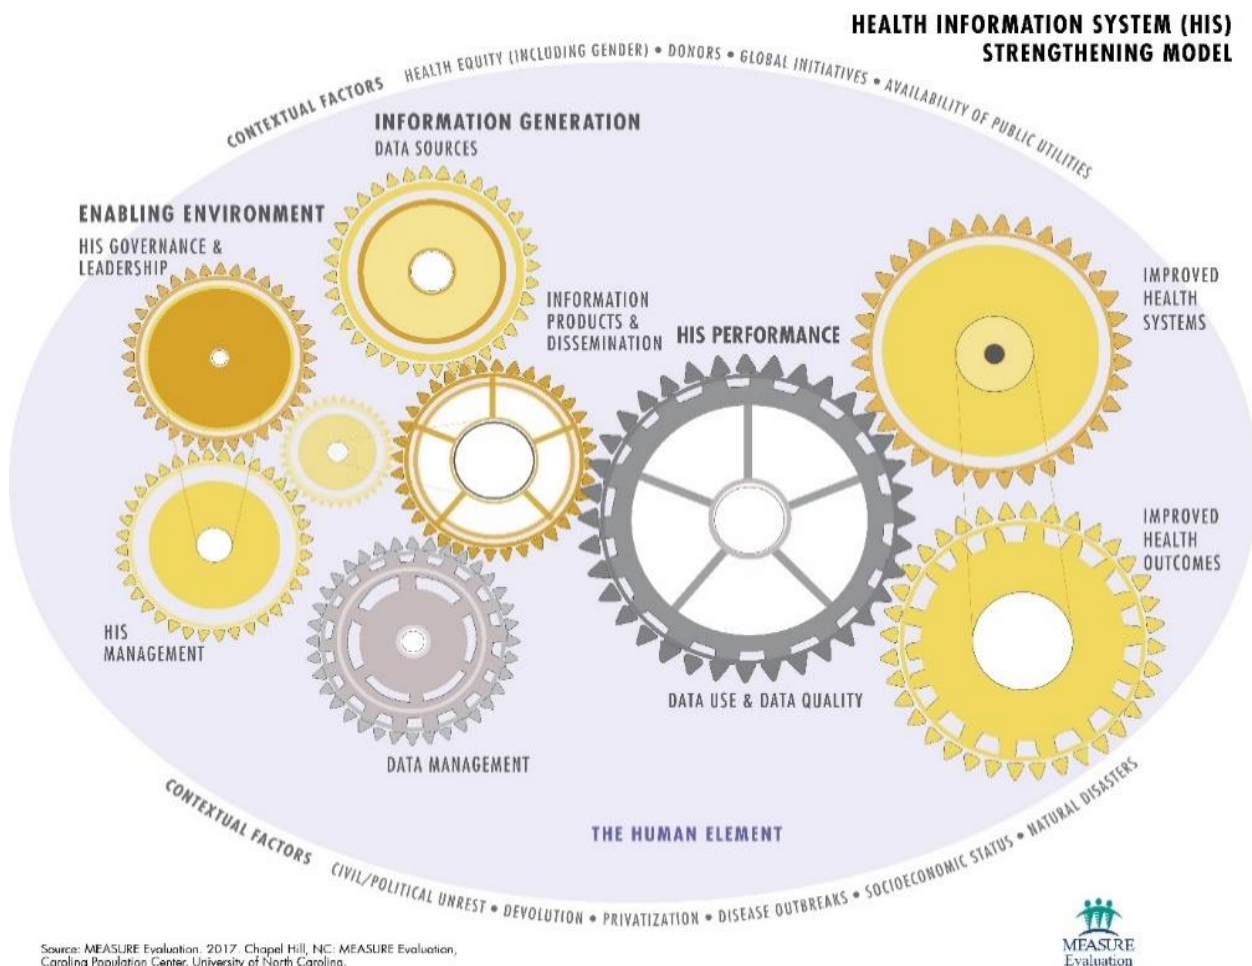 HEALTH INFORMATION SYSTEM (HIS)
STRENGTHENING MODEL
CONTEXTUAL FACTORS HEALTH EQUITY (INCLUDING GENDER) • DONORS • GLOBAL INITIATIVES • AVAILABILITY OF PUBLIC UTILITIES
INFORMATION GENERATION
DATA SOURCES
ENABLING ENVIRONMENT
HIS GOVERNANCE &
LEADERSHIP
INFORMATION
PRODUCTS &
DISSEMINATION
HIS PERFORMANCE
IMPROVED
HEALTH
SYSTEMS
IMPROVED
HEALTH
OUTCOMES
HIS
MANAGEMENT
DATA USE & DATA QUALITY
DATA MANAGEMENT
THE HUMAN ELEMENT
CONTEXTUAL FACTORS CIVIL/POLITICAL UNREST • DEVOLUTION • PRIVATIZATION • DISEASE OUTBREAKS • SOCIOECONOMIC STATUS • NATURAL DISASTERS
Source: MEASURE Evaluation. 2017. Chapel Hill, NC: MEASURE Evaluation,
Carolina Population Center, University of North Carolina.
MEASURE
Evaluation